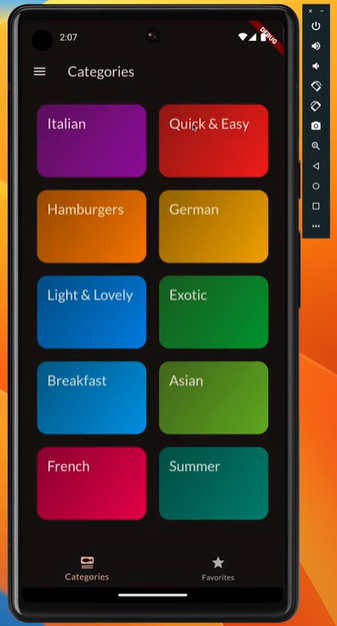 2:07
DEBUG
Categories
Italian
Quick & Easy
Hamburgers
German
Light & Lovely
Exotic
Breakfast
Asian
French
Summer
Categories
Favorites